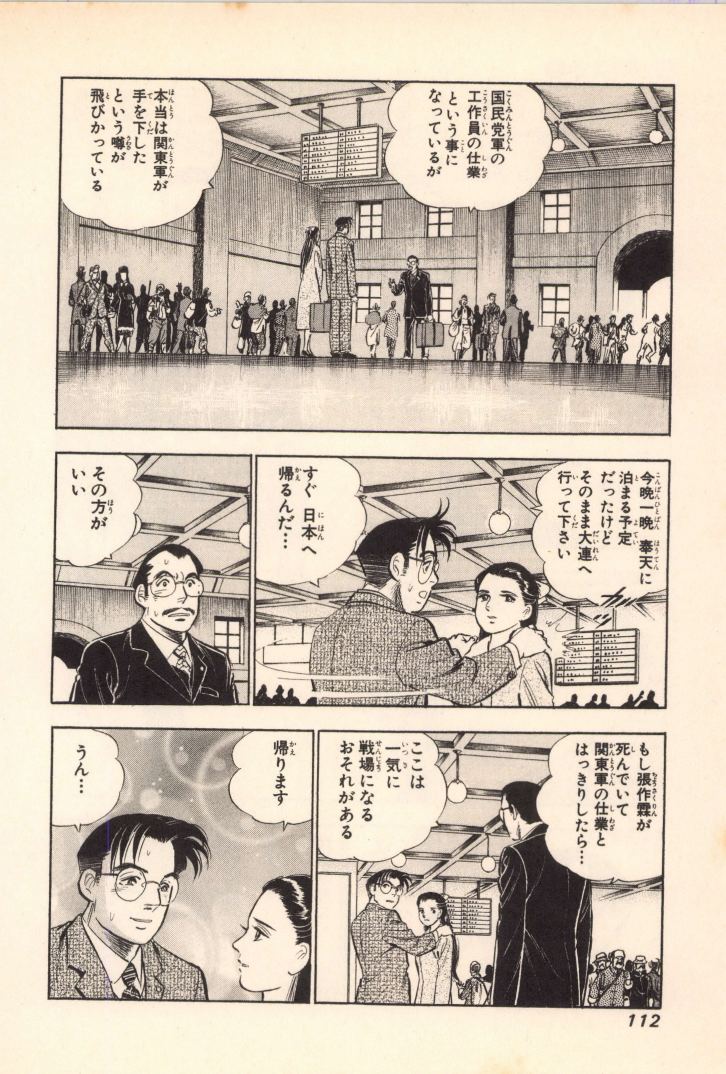 国民党軍の
工作員の仕業
という事に
なっているが
本当は関東軍が
手を下した
という噂が
飛びかっている
今晩一晩 奉天に
泊まる予定
だったけど
そのまま大連へ
行って下さい
すぐ 日本へ
帰るんだ…
その方が
いい
もし張作霖が
死んでいて
関東軍の仕業と
はっきりしたら…
ここは
一気に
戦場になる
おそれがある
帰ります
うん…
112